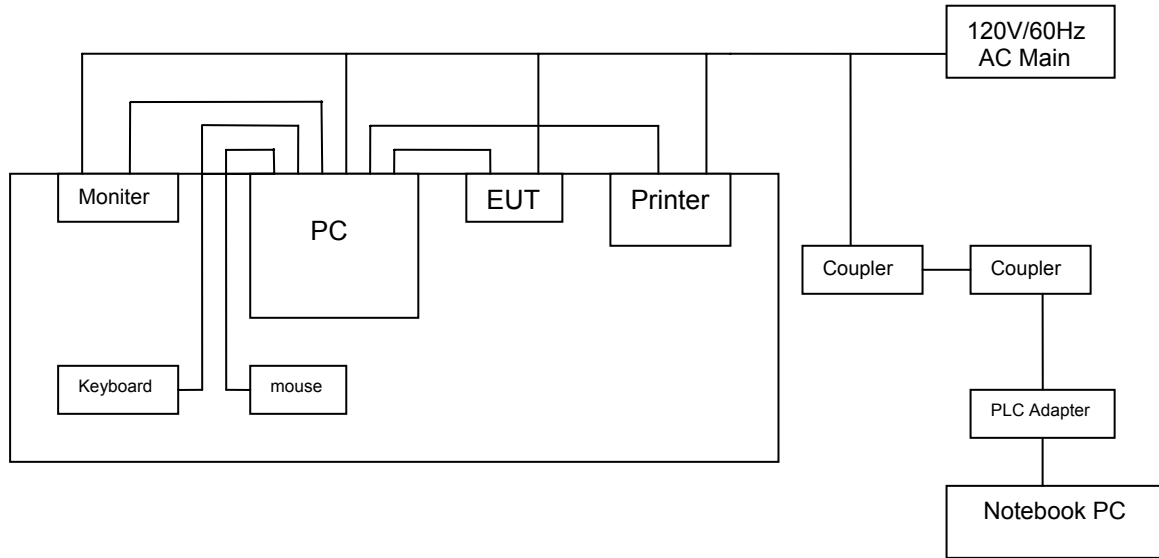 120V/60Hz
AC Main
Moniter
PC
EUT
Printer
Coupler
Coupler
Keyboard
mouse
PLC Adapter
Notebook PC